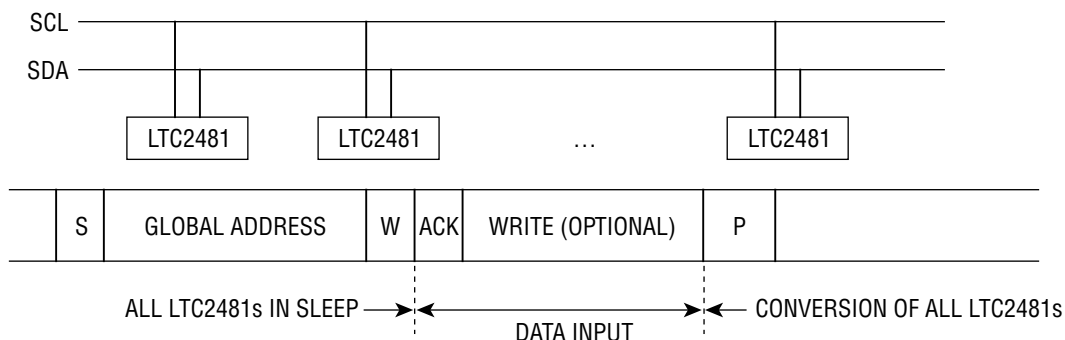 SCL
SDA
LTC2481 LTC2481 ... LTC2481
S GLOBAL ADDRESS W ACK WRITE (OPTIONAL) P
ALL LTC2481s IN SLEEP DATA INPUT CONVERSION OF ALL LTC2481s